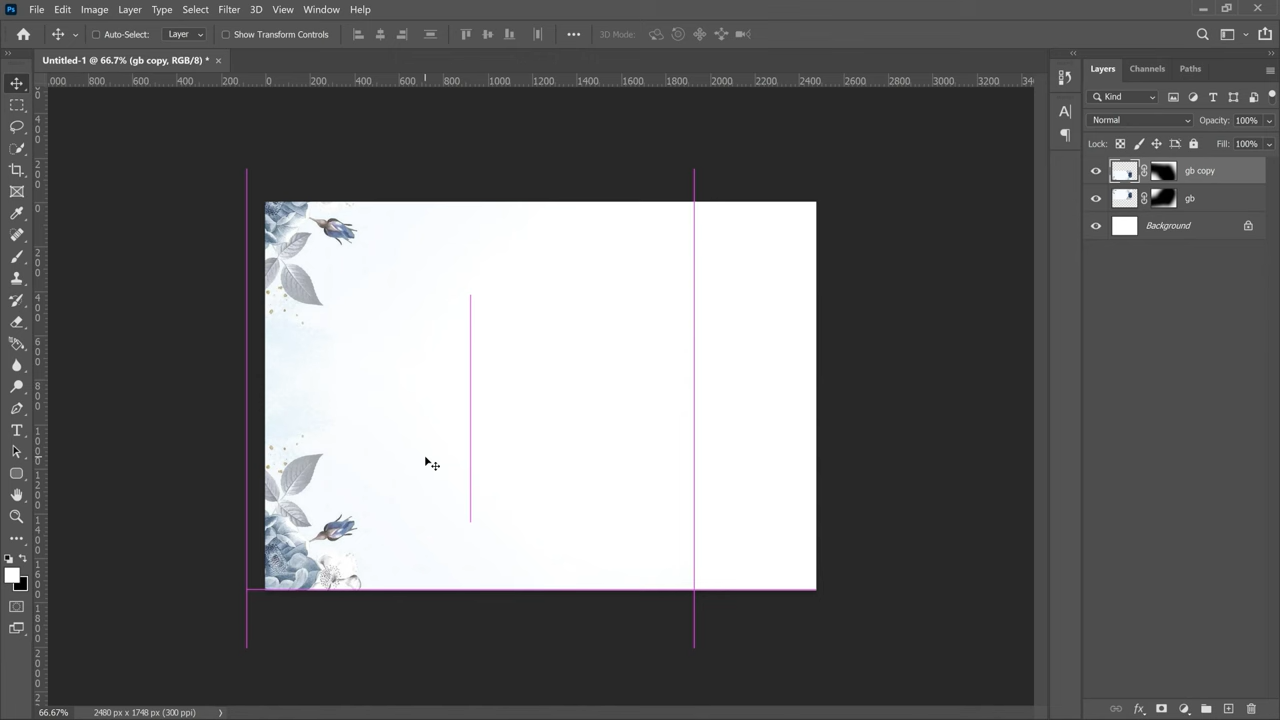 Ps File Edit Image Layer Type Select Filter 3D View Window Help
Auto-Select: Layer Show Transform Controls 3D Mode:
Untitled-1 @ 66.7% (gb copy, RGB/8) * ×
000 800 600 400 200 0 200 400 600 800 1000 1200 1400 1600 1800 2000 2200 2400 2600 2800 3000 3200
Layers Channels Paths
Kind
Normal Opacity: 100%
Lock: Fill: 100%
gb copy
gb
Background
66.67% 2480 px x 1748 px (300 ppi)